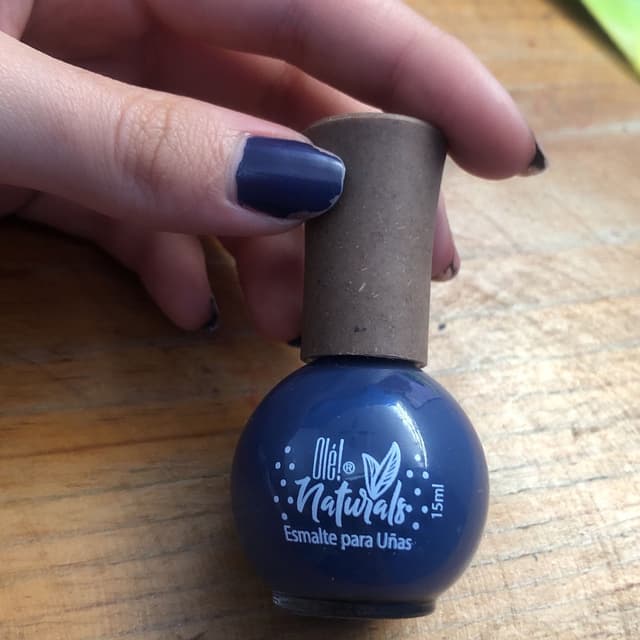 Olé!®
Naturals
15ml
Esmalte para Uñas